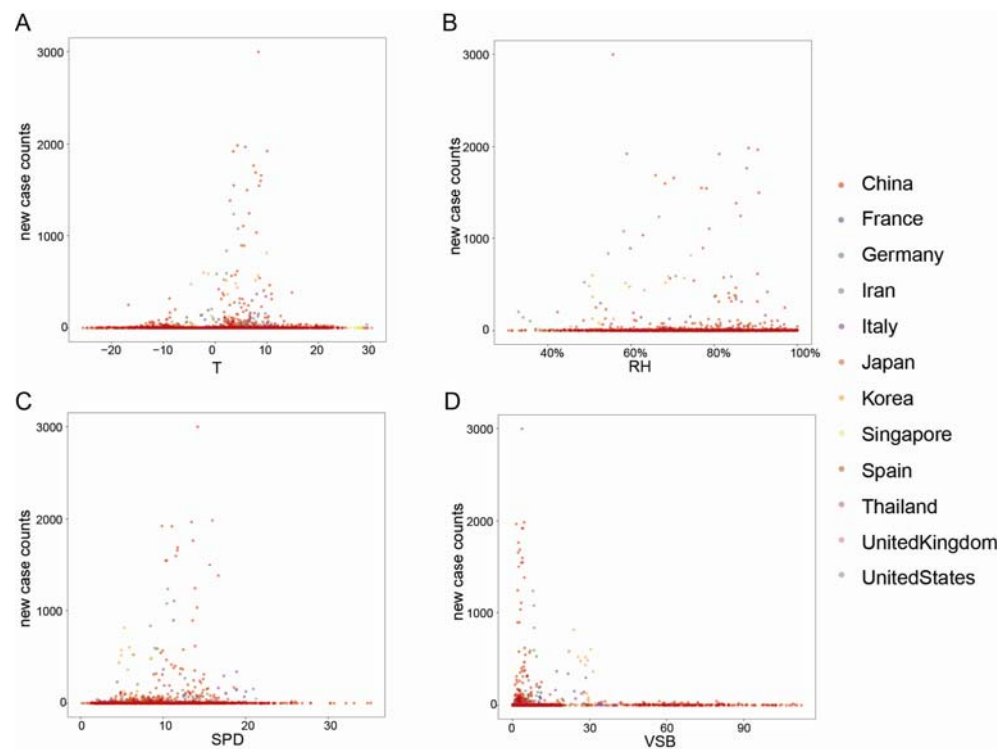 A
new case counts
3000
2000
1000
0
−20 −10 0 10 20 30
T
B
new case counts
3000
2000
1000
0
40% 60% 80% 100%
RH
C
new case counts
3000
2000
1000
0
0 10 20 30
SPD
D
new case counts
3000
2000
1000
0
0 30 60 90
VSB
China
France
Germany
Iran
Italy
Japan
Korea
Singapore
Spain
Thailand
UnitedKingdom
UnitedStates